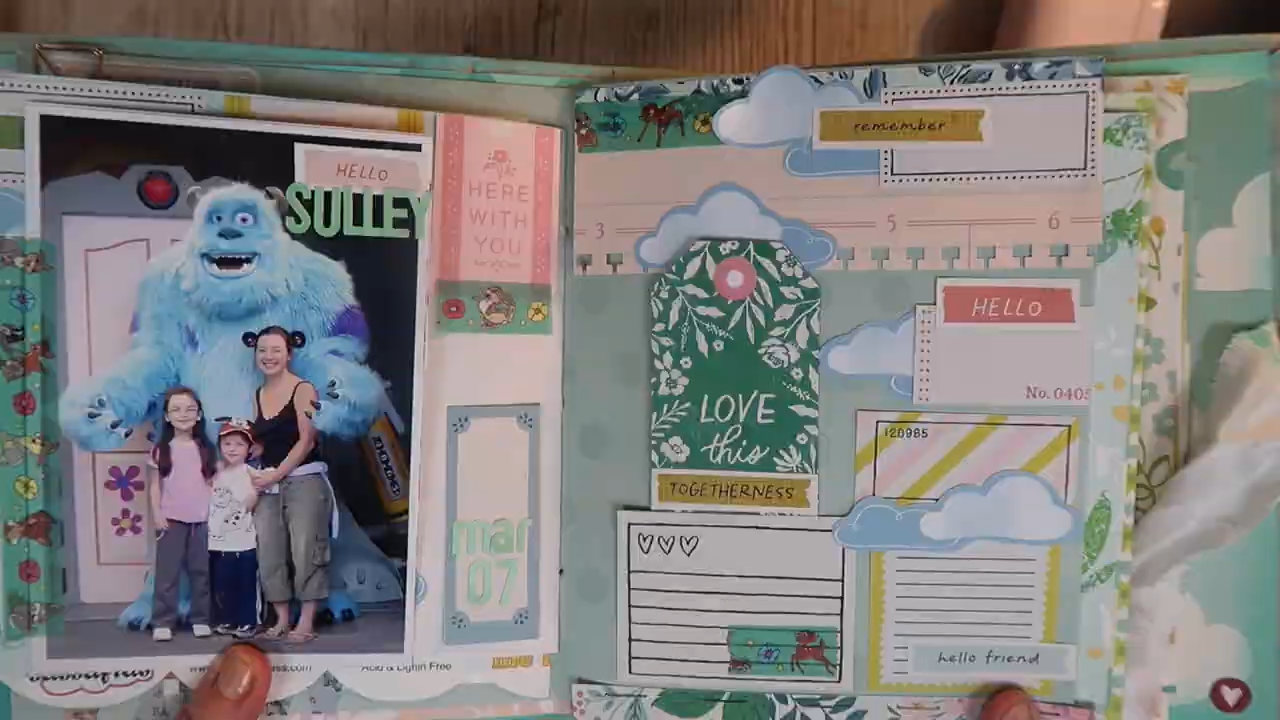 HELLO
SULLEY
HERE
WITH
YOU
mar
07
Acid & Lignin Free
remember
3
5
6
HELLO
No. 0405
LOVE
this
TOGETHERNESS
120985
hello friend